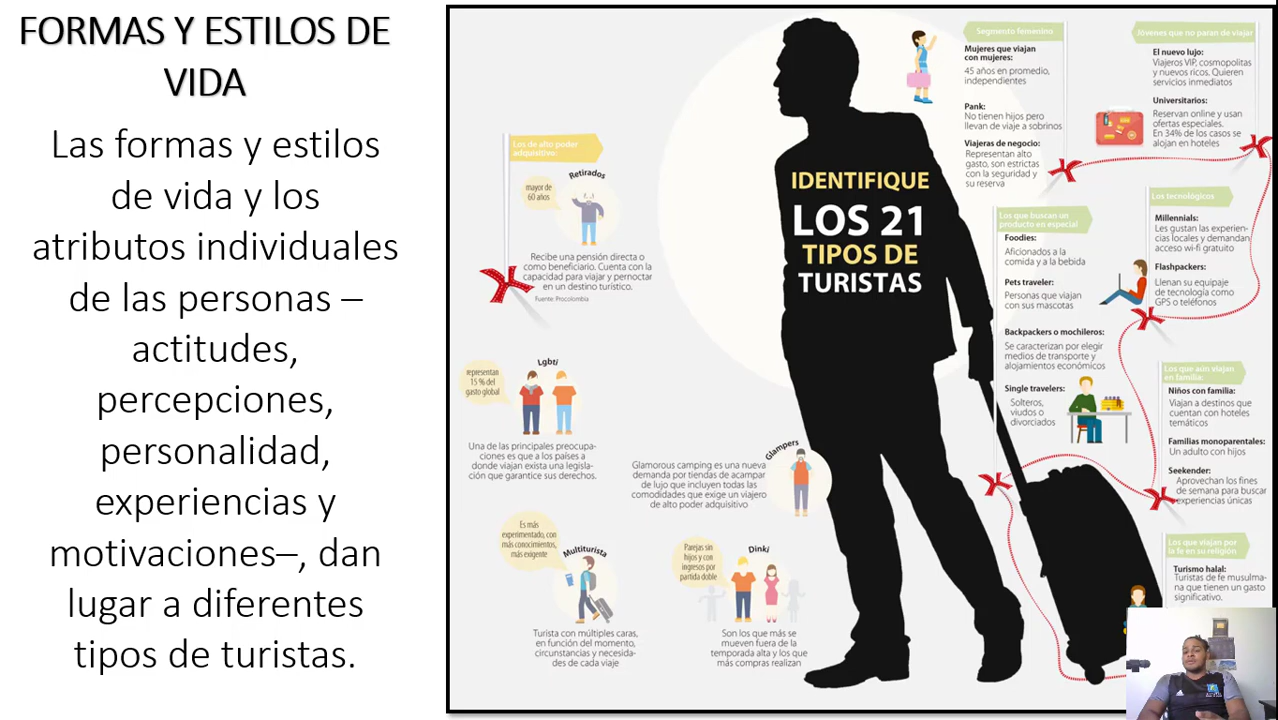 FORMAS Y ESTILOS DE
VIDA
Las formas y estilos
de vida y los
atributos individuales
de las personas –
actitudes,
percepciones,
personalidad,
experiencias y
motivaciones–, dan
lugar a diferentes
tipos de turistas.
IDENTIFIQUE
LOS 21
TIPOS DE
TURISTAS
Los de alto poder
adquisitivo:
Retirados
mayor de
60 años
Recibe una pensión directa o
como beneficiario. Cuenta con la
capacidad para viajar y pernoctar
en un destino turístico.
Fuente: Procolombia
Lgbti
representan
15 % del
gasto global
Una de las principales preocupa-
ciones es que a los países a
donde viajan exista una legisla-
ción que garantice sus derechos.
Glampers
Glamorous camping es una nueva
demanda por tiendas de acampar
de lujo que incluyen todas las
comodidades que exige un viajero
de alto poder adquisitivo
Multiturista
Es más
experimentado, con
más conocimientos,
más exigente
Turista con múltiples caras,
en función del momento,
circunstancias y necesida-
des de cada viaje
Dinki
Parejas sin
hijos y con
ingresos por
partida doble
Son los que más se
mueven fuera de la
temporada alta y los que
más compras realizan
Segmento femenino
Mujeres que viajan
con mujeres:
45 años en promedio,
independientes
Pank:
No tienen hijos pero
llevan de viaje a sobrinos
Viajeras de negocio:
Representan alto
gasto, son estrictas
con la seguridad y
su reserva
Jóvenes que no paran de viajar
El nuevo lujo:
Viajeros VIP, cosmopolitas
y nuevos ricos. Quieren
servicios inmediatos
Universitarios:
Reservan online y usan
ofertas especiales.
En 34% de los casos se
alojan en hoteles
Los que buscan un
producto en especial
Foodies:
Aficionados a la
comida y a la bebida
Pets traveler:
Personas que viajan
con sus mascotas
Backpackers o mochileros:
Se caracterizan por elegir
medios de transporte y
alojamientos económicos
Single travelers:
Solteros,
viudos o
divorciados
Los tecnológicos
Millennials:
Les gustan las experien-
cias locales y demandan
acceso wi-fi gratuito
Flashpackers:
Llenan su equipaje
de tecnología como
GPS o teléfonos
Los que aún viajan
en familia:
Niños con familia:
Viajan a destinos que
cuentan con hoteles
temáticos
Familias monoparentales:
Un adulto con hijos
Seekender:
Aprovechan los fines
de semana para buscar
experiencias únicas
Los que viajan por
la fe en su religión
Turismo halal:
Turistas de fe musulma-
na que tienen un gasto
significativo.